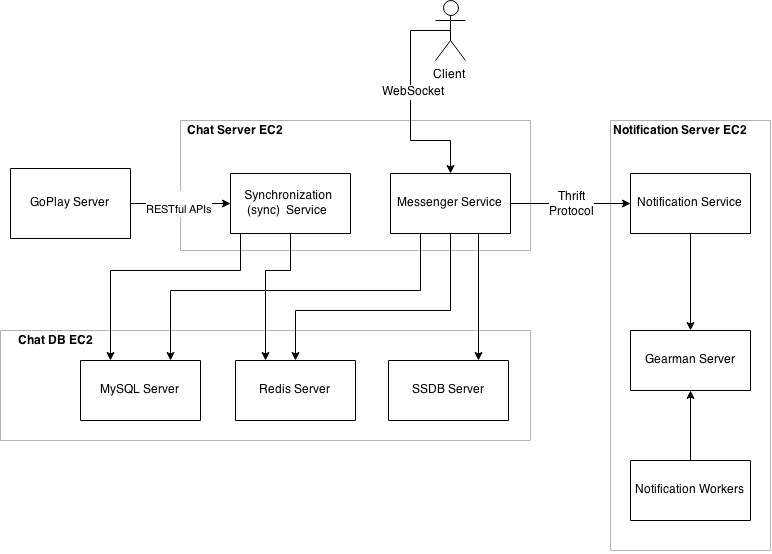 Client
WebSocket
Chat Server EC2
Notification Server EC2
GoPlay Server
RESTful APIs
Synchronization
(sync) Service
Messenger Service
Thrift
Protocol
Notification Service
Chat DB EC2
MySQL Server
Redis Server
SSDB Server
Gearman Server
Notification Workers